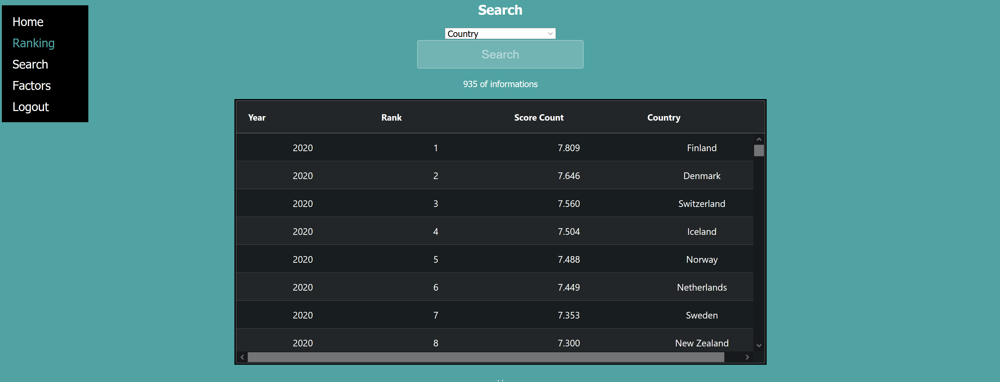 Home
Ranking
Search
Factors
Logout
Search
Country
Search
935 of informations
Year Rank Score Count Country
2020 1 7.809 Finland
2020 2 7.646 Denmark
2020 3 7.560 Switzerland
2020 4 7.504 Iceland
2020 5 7.488 Norway
2020 6 7.449 Netherlands
2020 7 7.353 Sweden
2020 8 7.300 New Zealand